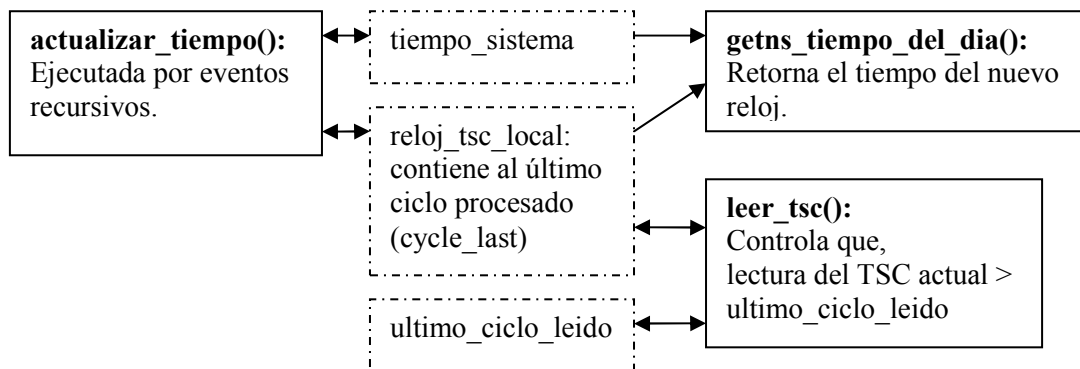 actualizar_tiempo():
Ejecutada por eventos
recursivos.
tiempo_sistema
reloj_tsc_local:
contiene al último
ciclo procesado
(cycle_last)
ultimo_ciclo_leido
getns_tiempo_del_dia():
Retorna el tiempo del nuevo
reloj.
leer_tsc():
Controla que,
lectura del TSC actual >
ultimo_ciclo_leido